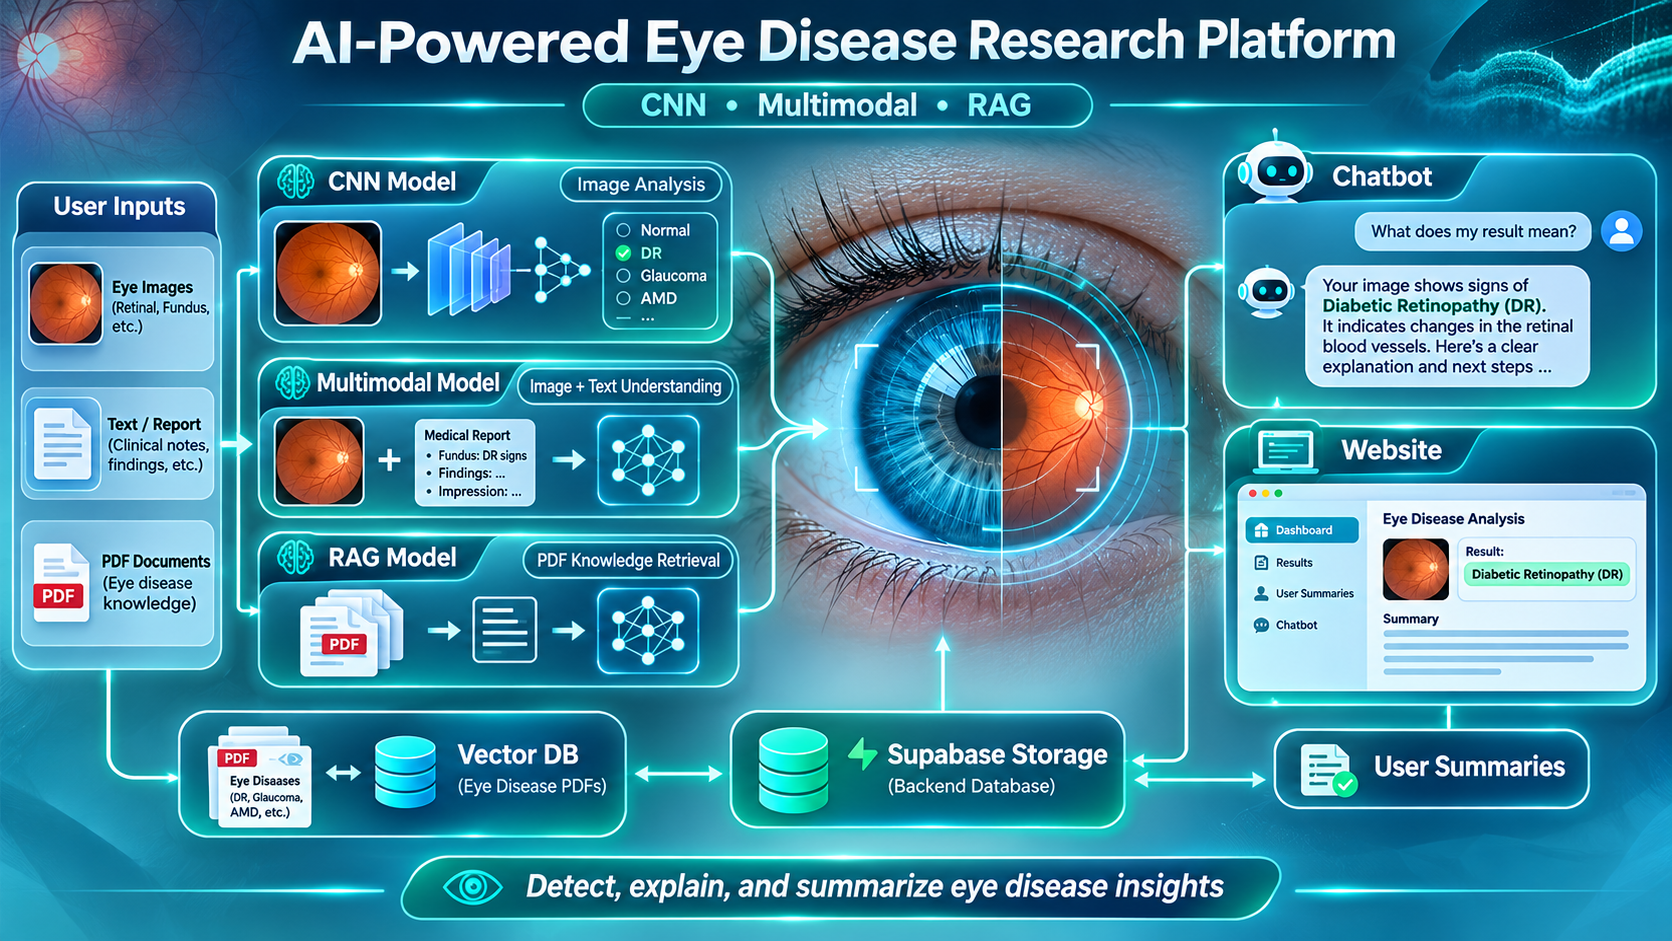 AI-Powered Eye Disease Research Platform
CNN • Multimodal • RAG
User Inputs
Eye Images
(Retinal, Fundus,
etc.)
Text / Report
(Clinical notes,
findings, etc.)
PDF
PDF Documents
(Eye disease
knowledge)
CNN Model
Image Analysis
Normal
DR
Glaucoma
AMD
...
Multimodal Model
Image + Text Understanding
+
Medical Report
• Fundus: DR signs
• Findings: ...
• Impression: ...
RAG Model
PDF Knowledge Retrieval
PDF
Chatbot
What does my result mean?
Your image shows signs of
Diabetic Retinopathy (DR).
It indicates changes in the retinal
blood vessels. Here's a clear
explanation and next steps ...
Website
Dashboard
Results
User Summaries
Chatbot
Eye Disease Analysis
Result:
Diabetic Retinopathy (DR)
Summary
PDF
Eye Disaases
(DR, Glaucoma,
AMD, etc.)
Vector DB
(Eye Disease PDFs)
Supabase Storage
(Backend Database)
User Summaries
Detect, explain, and summarize eye disease insights